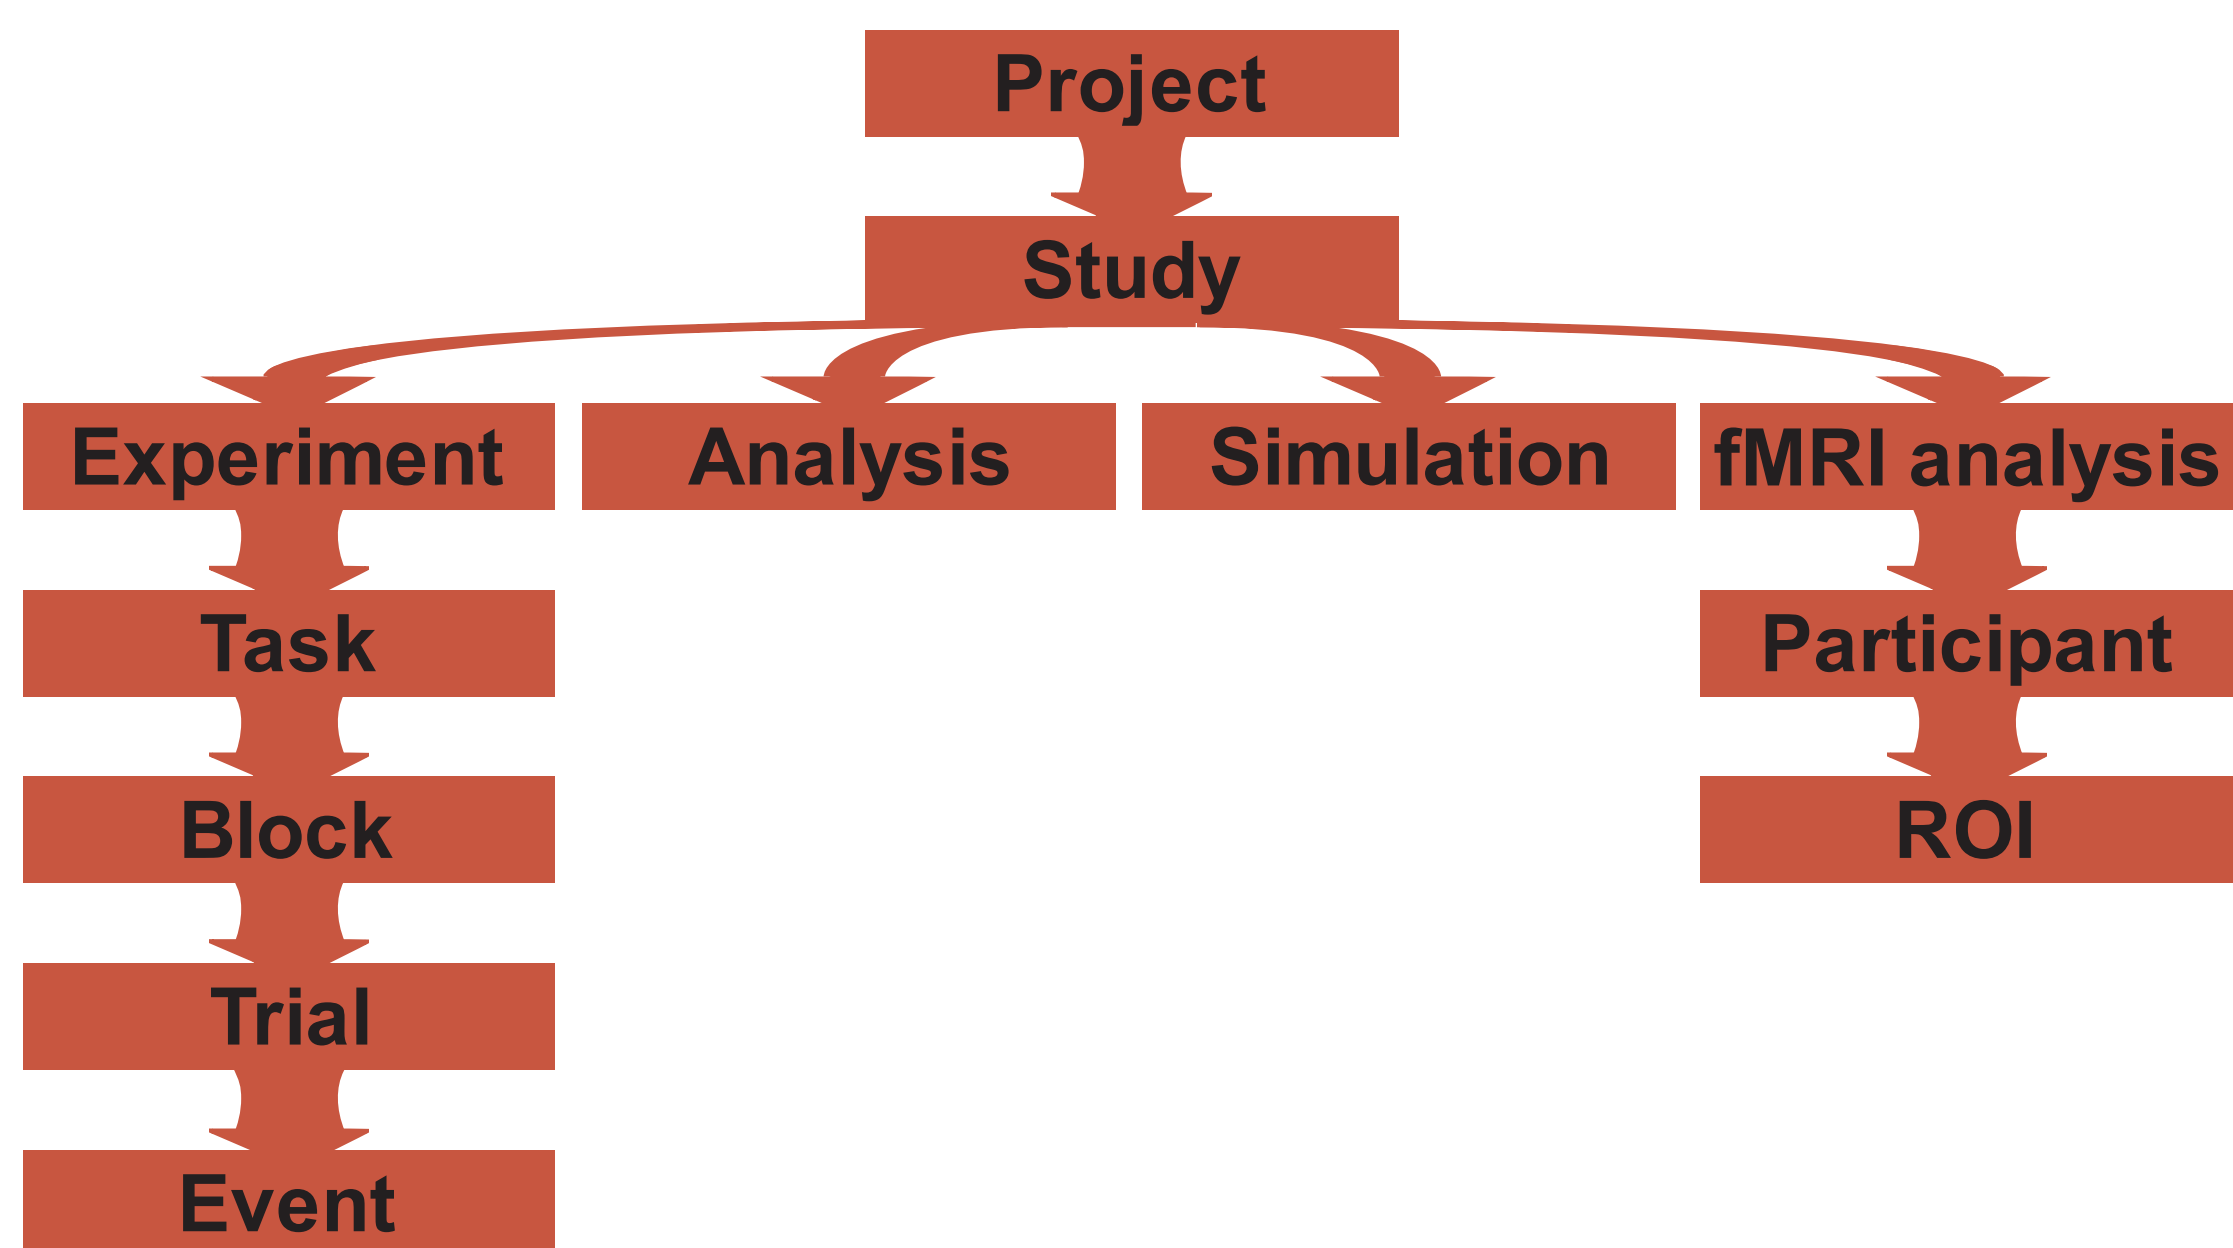 Project
Study
Experiment
Analysis
Simulation
fMRI analysis
Task
Participant
Block
ROI
Trial
Event